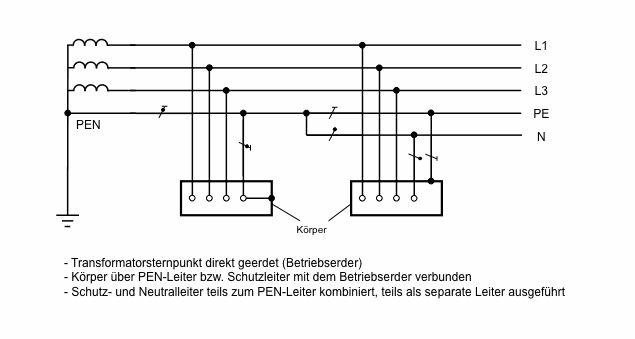 L1
L2
L3
PE
PEN
N
Körper
- Transformatorsternpunkt direkt geerdet (Betriebserder)
- Körper über PEN-Leiter bzw. Schutzleiter mit dem Betriebserder verbunden
- Schutz- und Neutralleiter teils zum PEN-Leiter kombiniert, teils als separate Leiter ausgeführt